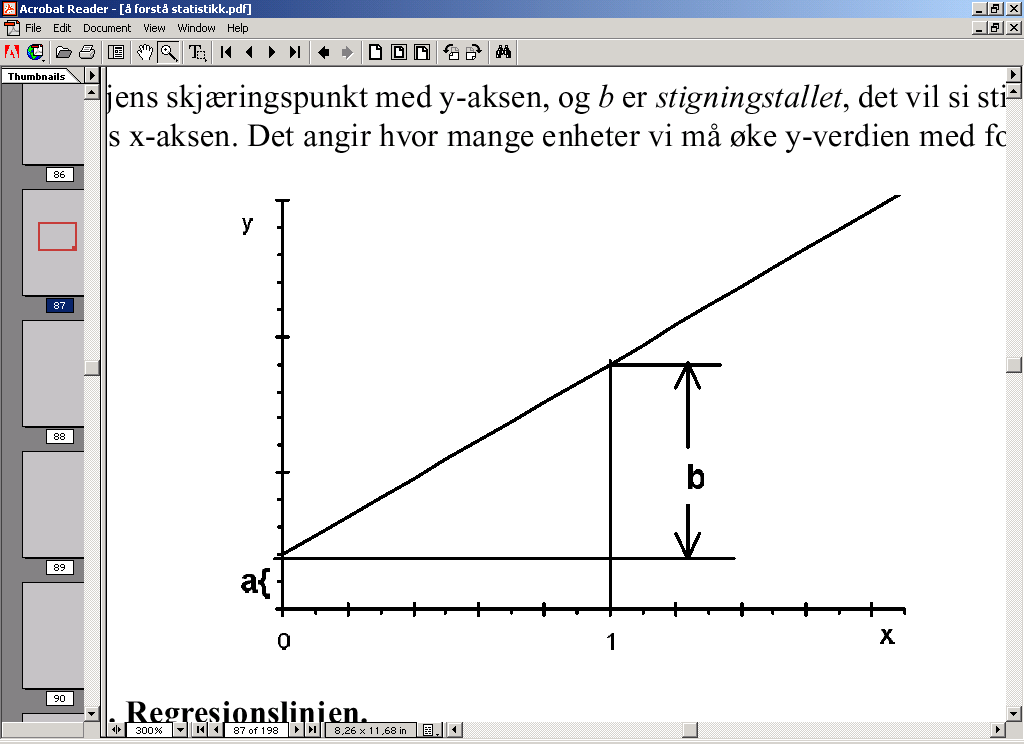 Acrobat Reader - [å forstå statistikk.pdf]
File Edit Document View Window Help
Thumbnails
86
87
88
89
90
jens skjæringspunkt med y-aksen, og b er stigningstallet, det vil si sti
s x-aksen. Det angir hvor mange enheter vi må øke y-verdien med fo
y
b
a{
0 1 x
. Regresjonslinjen.
300% 87 of 198 8,26 x 11,68 in